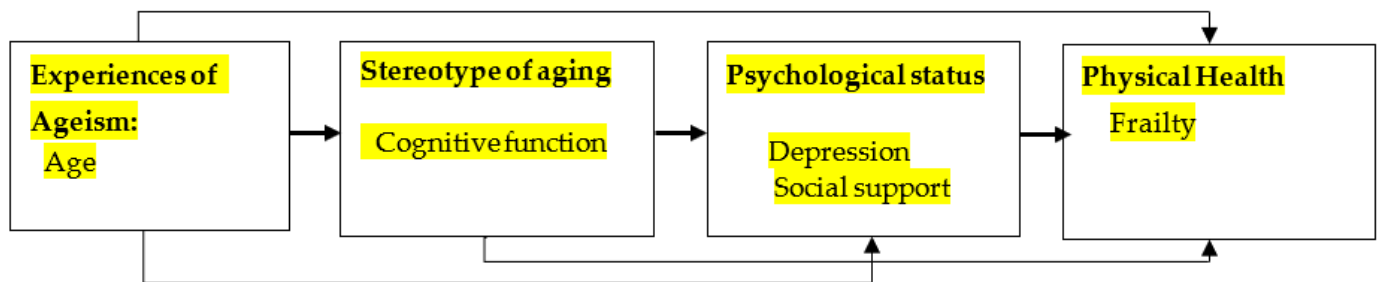 Experiences of
Ageism:
Age
Stereotype of aging
Cognitive function
Psychological status
Depression
Social support
Physical Health
Frailty